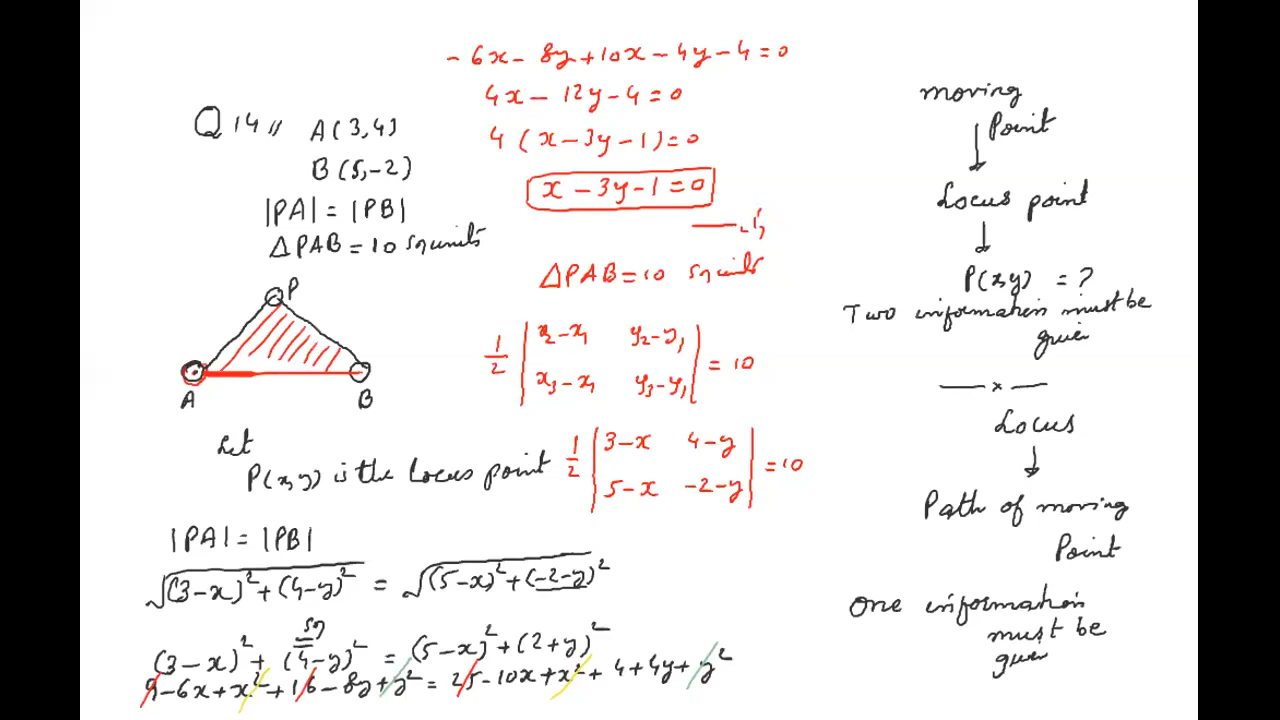 Q 14 // A(3,4)
B(5,-2)
|PA| = |PB|
ΔPAB = 10 sq units
P
A
B
Let
P(x,y) is the Locus point
|PA| = |PB|
√(3-x)²+(4-y)² = √(5-x)²+(-2-y)²
(3-x)²+(4-y)² = (5-x)²+(2+y)²
9-6x+x²+16-8y+y² = 25-10x+x²+4+4y+y²
-6x-8y+10x-4y-4=0
4x-12y-4=0
4(x-3y-1)=0
x-3y-1=0
ΔPAB=10 sq units
1/2 |x₂-x₁ y₂-y₁|
|x₃-x₁ y₃-y₁| = 10
1/2 |3-x 4-y|
|5-x -2-y| = 10
moving
Point
↓
Locus point
↓
P(x,y) = ?
Two information must be
given
—x—
Locus
↓
Path of moving
Point
One information
must be
given